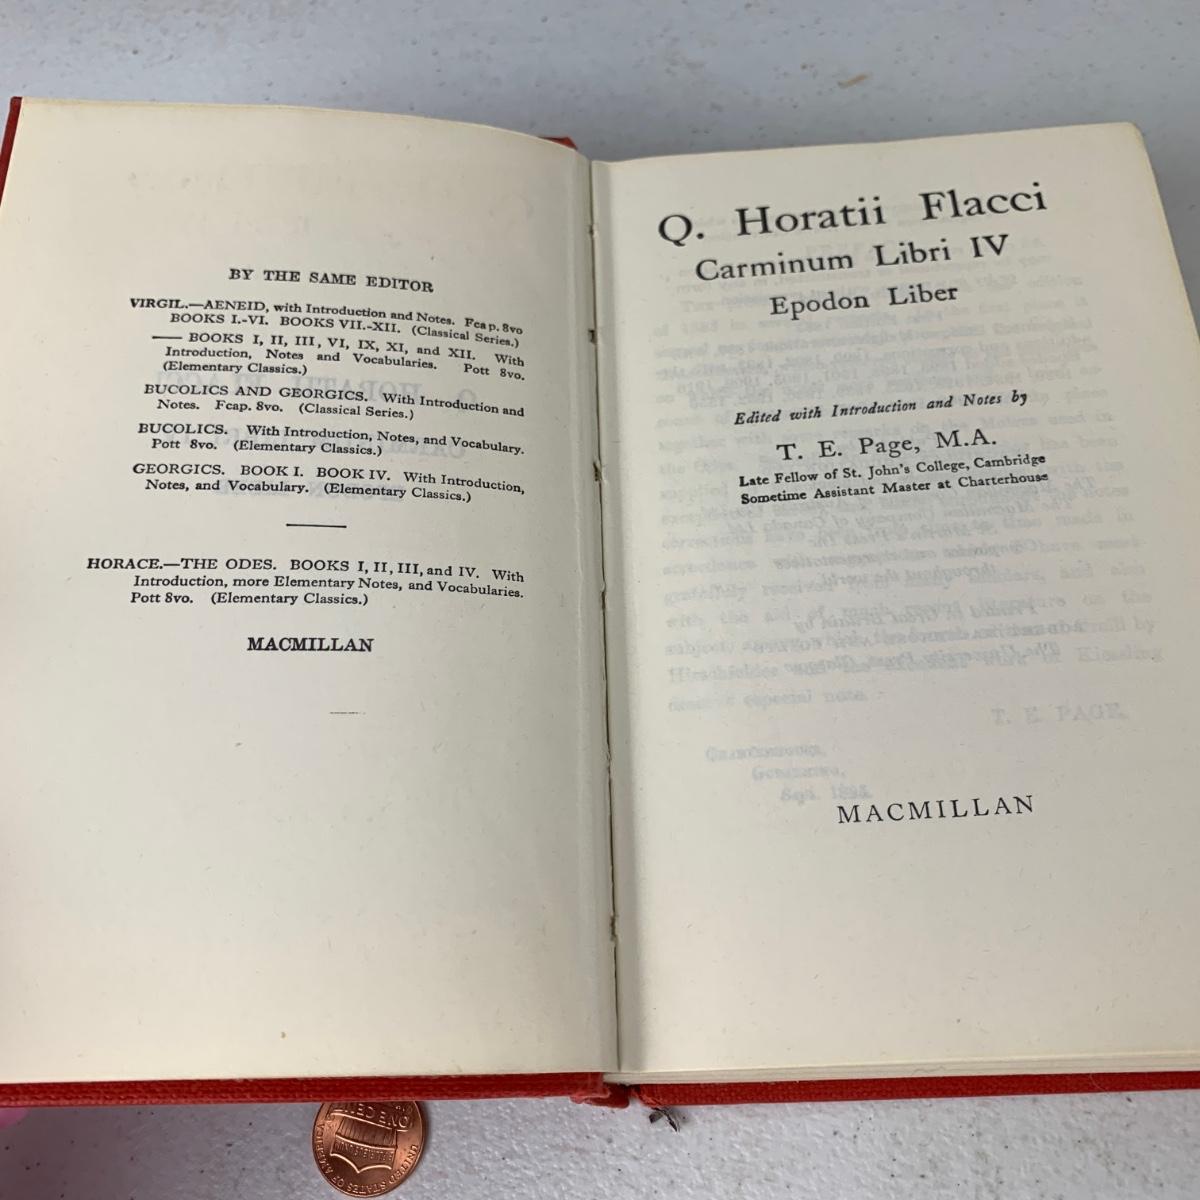 BY THE SAME EDITOR
VIRGIL.—AENEID, with Introduction and Notes. Fcap. 8vo
BOOKS I.-VI. BOOKS VII.-XII. (Classical Series.)
—— BOOKS I, II, III, VI, IX, XI, and XII. With
Introduction, Notes and Vocabularies. Pott 8vo.
(Elementary Classics.)
BUCOLICS AND GEORGICS. With Introduction and
Notes. Fcap. 8vo. (Classical Series.)
BUCOLICS. With Introduction, Notes, and Vocabulary.
Pott 8vo. (Elementary Classics.)
GEORGICS. BOOK I. BOOK IV. With Introduction,
Notes, and Vocabulary. (Elementary Classics.)
HORACE.—THE ODES. BOOKS I, II, III, and IV. With
Introduction, more Elementary Notes, and Vocabularies.
Pott 8vo. (Elementary Classics.)
MACMILLAN
Q. Horatii Flacci
Carminum Libri IV
Epodon Liber
Edited with Introduction and Notes by
T. E. Page, M.A.
Late Fellow of St. John's College, Cambridge
Sometime Assistant Master at Charterhouse
T. E. PAGE.
MACMILLAN
UNITED STATES OF AMERICA
ONE CENT